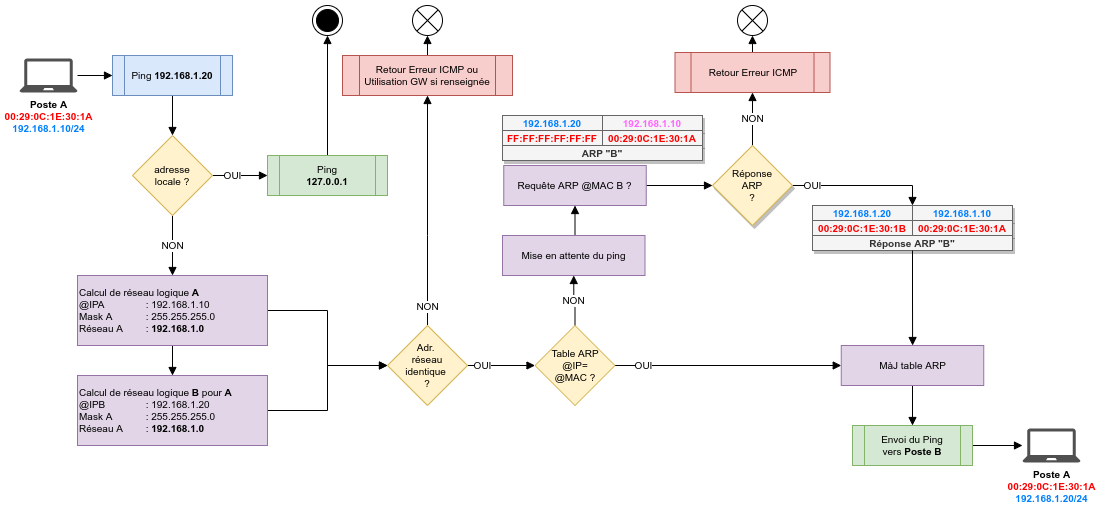 Poste A
00:29:0C:1E:30:1A
192.168.1.10/24
Ping 192.168.1.20
adresse
locale ?
OUI
Ping
127.0.0.1
NON
Calcul de réseau logique A
@IPA : 192.168.1.10
Mask A : 255.255.255.0
Réseau A : 192.168.1.0
Calcul de réseau logique B pour A
@IPB : 192.168.1.20
Mask A : 255.255.255.0
Réseau A : 192.168.1.0
Retour Erreur ICMP ou
Utilisation GW si renseignée
NON
Adr.
réseau
identique
?
OUI
Table ARP
@IP=
@MAC ?
OUI
NON
Mise en attente du ping
Requête ARP @MAC B ?
192.168.1.20 192.168.1.10
FF:FF:FF:FF:FF:FF 00:29:0C:1E:30:1A
ARP "B"
Retour Erreur ICMP
NON
Réponse
ARP
?
OUI
192.168.1.20 192.168.1.10
00:29:0C:1E:30:1B 00:29:0C:1E:30:1A
Réponse ARP "B"
MàJ table ARP
Envoi du Ping
vers Poste B
Poste A
00:29:0C:1E:30:1A
192.168.1.20/24